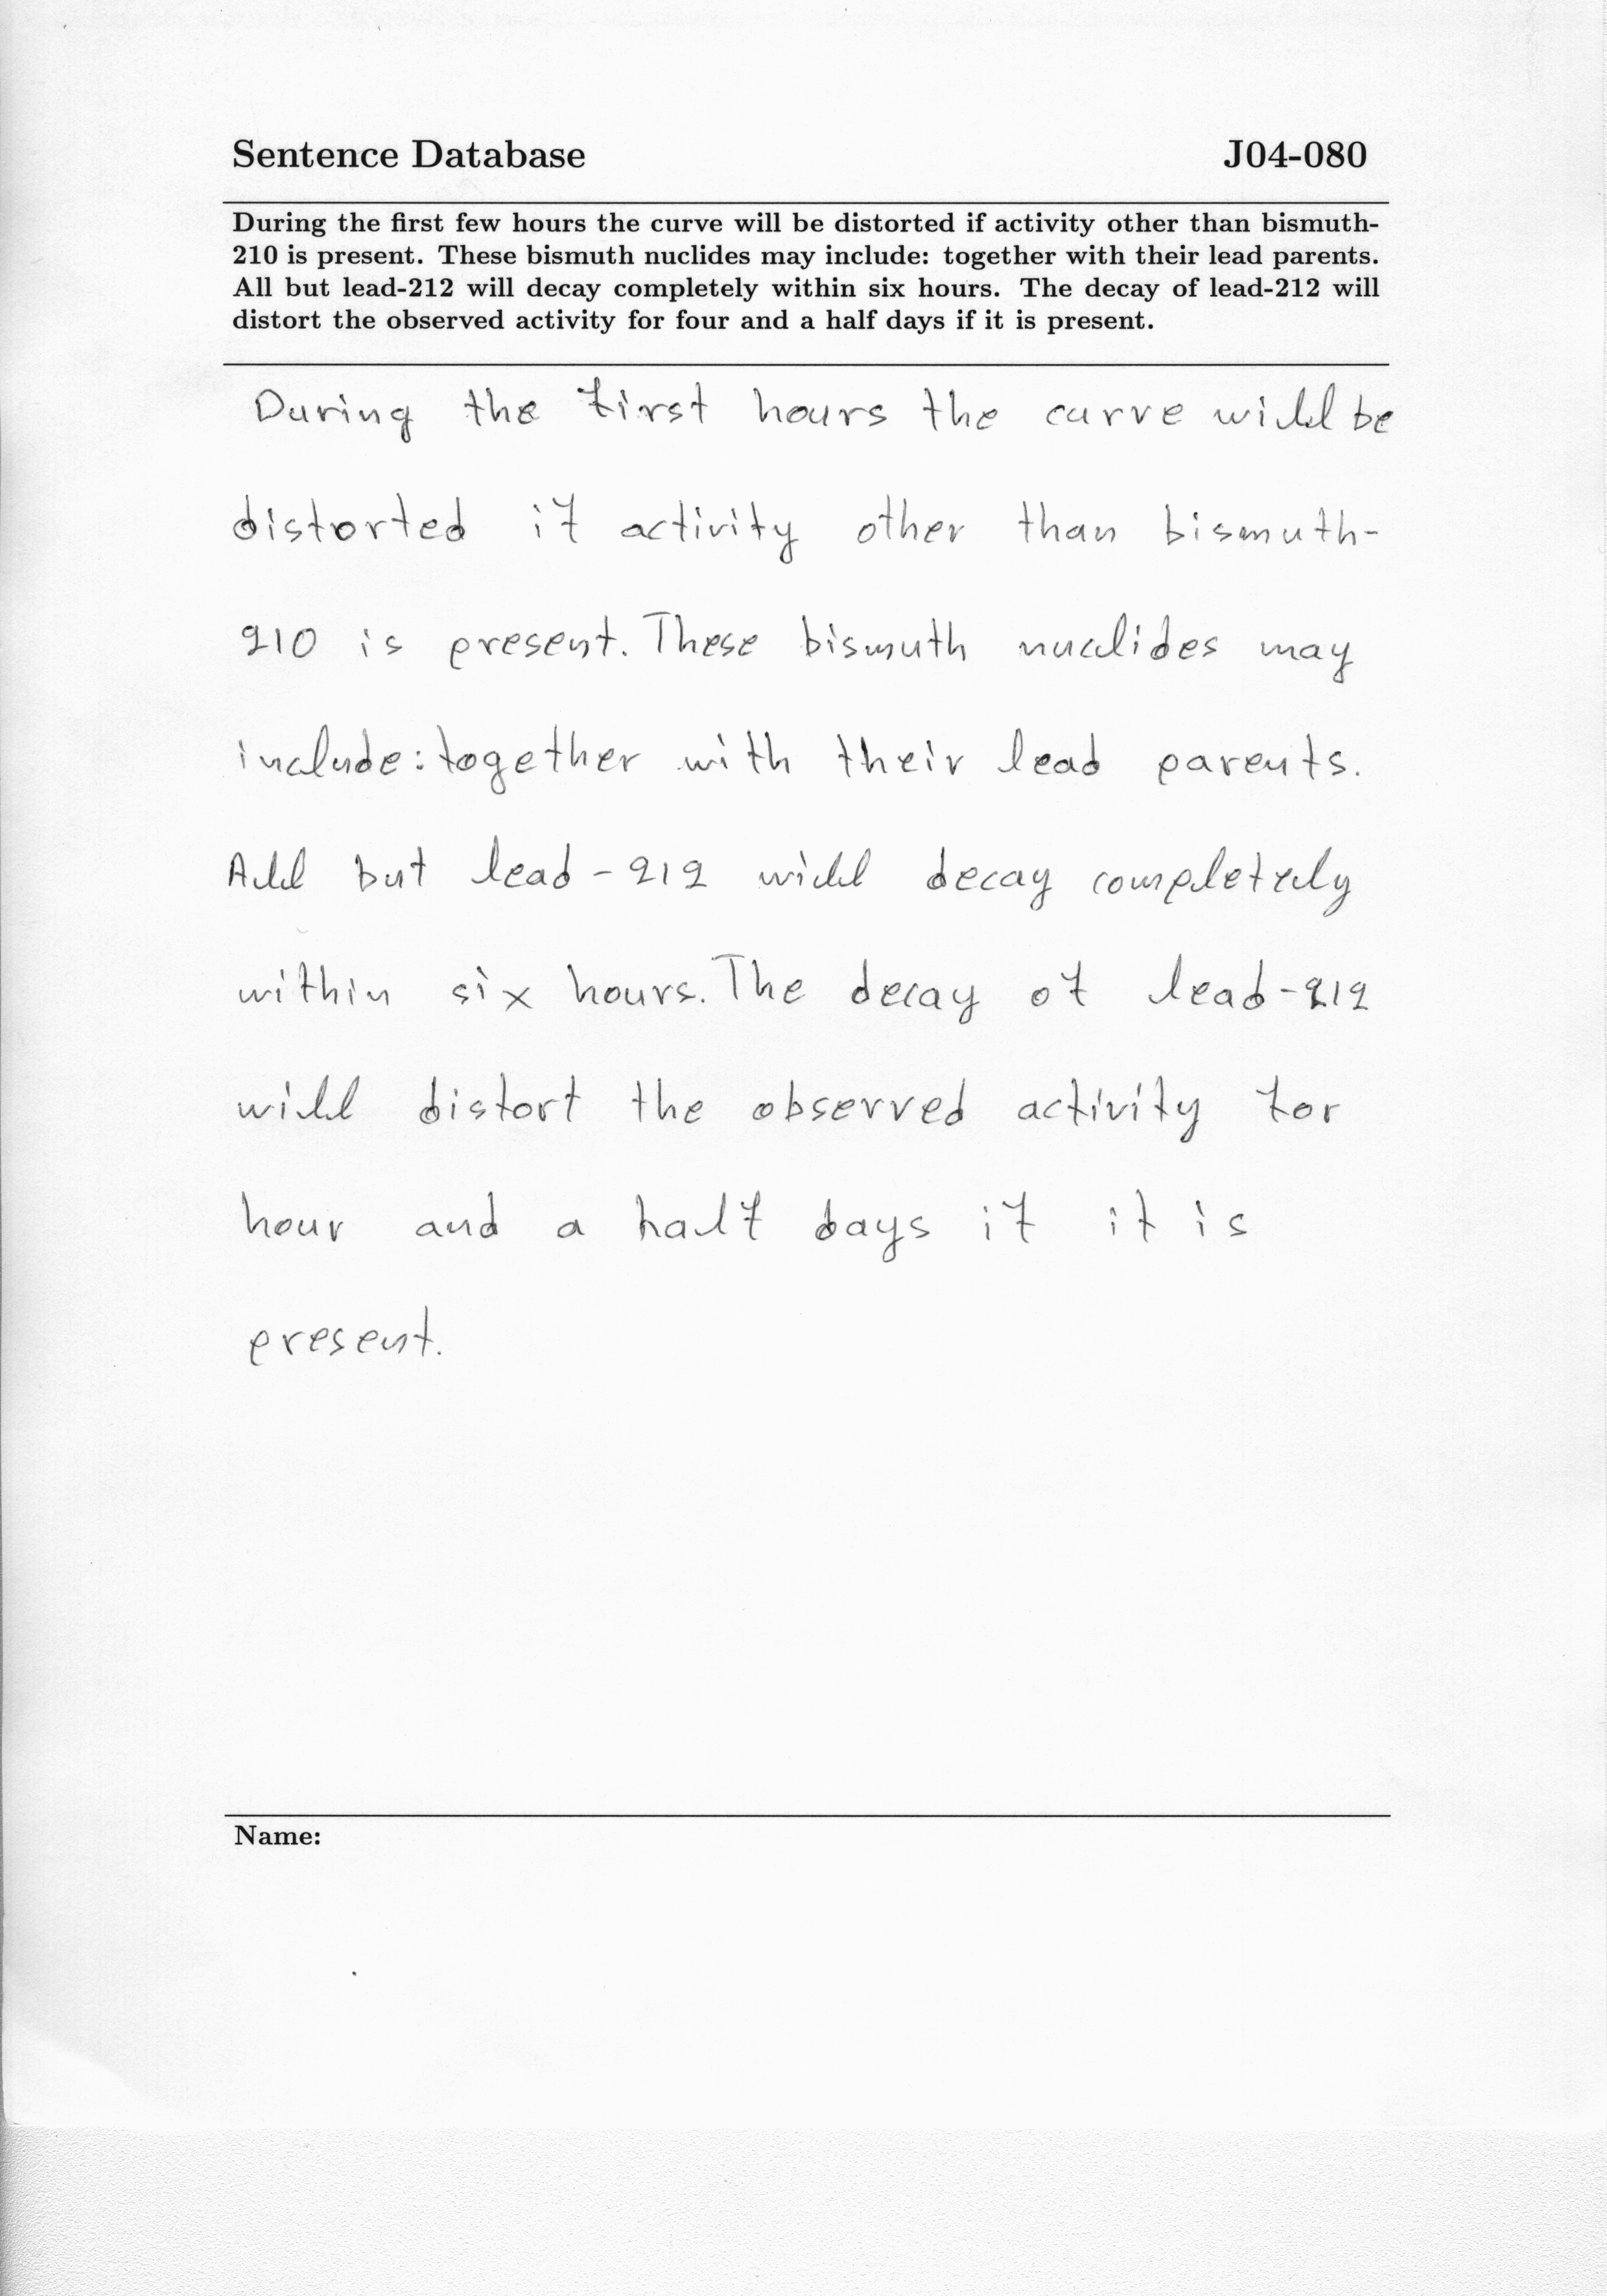 Sentence Database J04-080
During the first few hours the curve will be distorted if activity other than bismuth-
210 is present. These bismuth nuclides may include: together with their lead parents.
All but lead-212 will decay completely within six hours. The decay of lead-212 will
distort the observed activity for four and a half days if it is present.
During the first hours the curve will be
distorted if activity other than bismuth-
210 is present. These bismuth nuclides may
include: together with their lead parents.
All but lead-212 will decay completely
within six hours. The decay of lead-212
will distort the observed activity for
hour and a half days if it is
present.
Name: